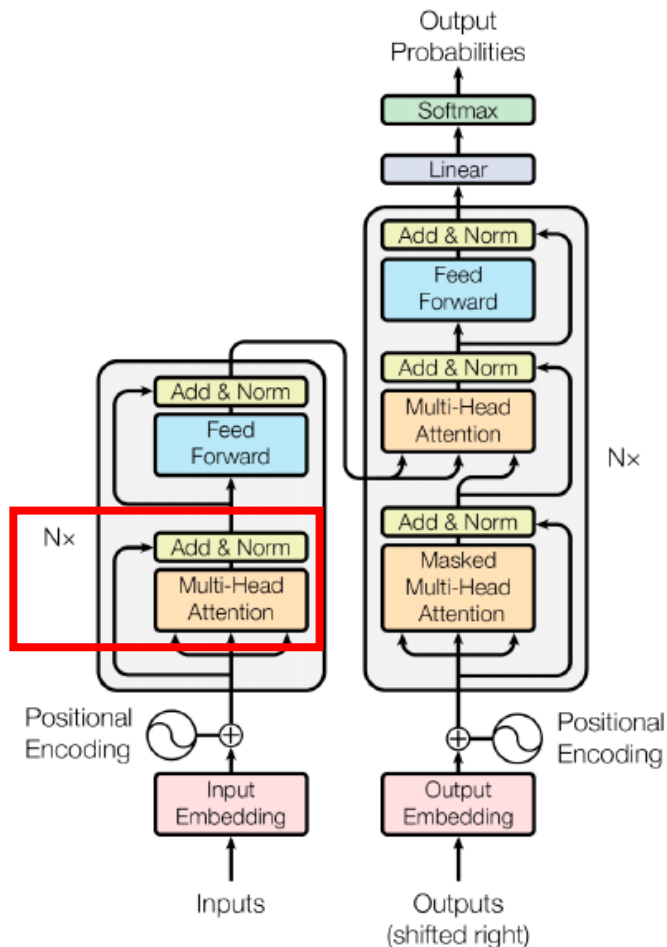 Output
Probabilities
Softmax
Linear
Add & Norm
Feed
Forward
Add & Norm
Multi-Head
Attention
Nx
Add & Norm
Masked
Multi-Head
Attention
Add & Norm
Feed
Forward
Nx
Add & Norm
Multi-Head
Attention
Positional
Encoding
Positional
Encoding
Input
Embedding
Output
Embedding
Inputs
Outputs
(shifted right)